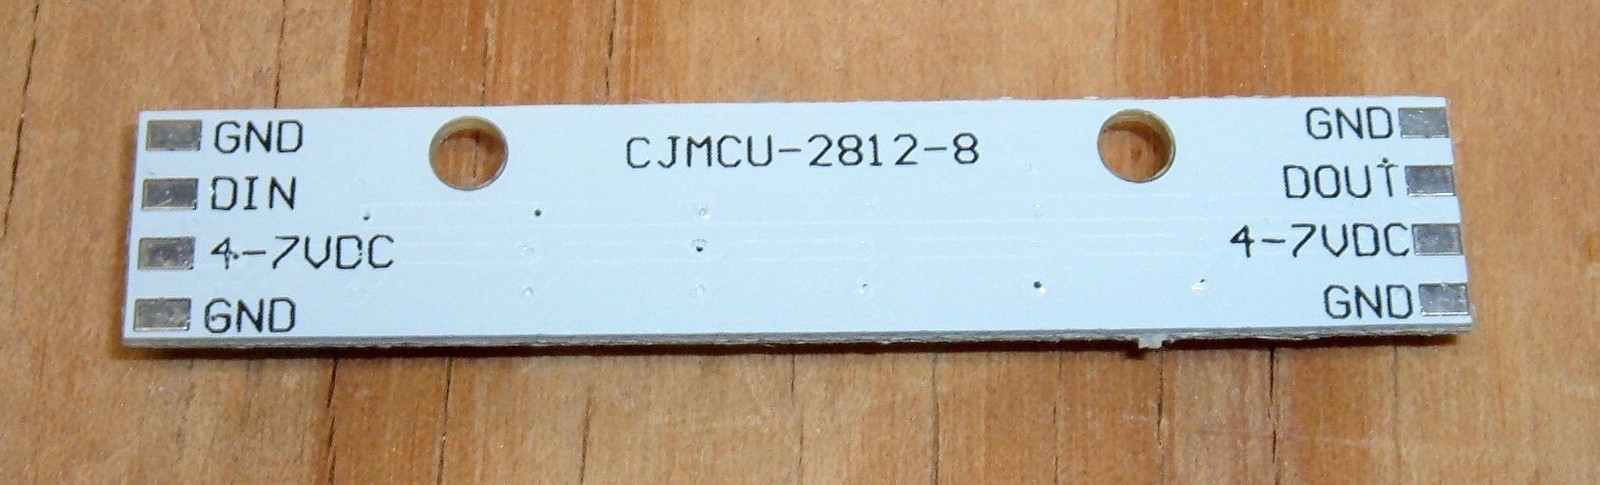 GND
DIN
4-7VDC
GND
CJMCU-2812-8
GND
DOUT
4-7VDC
GND